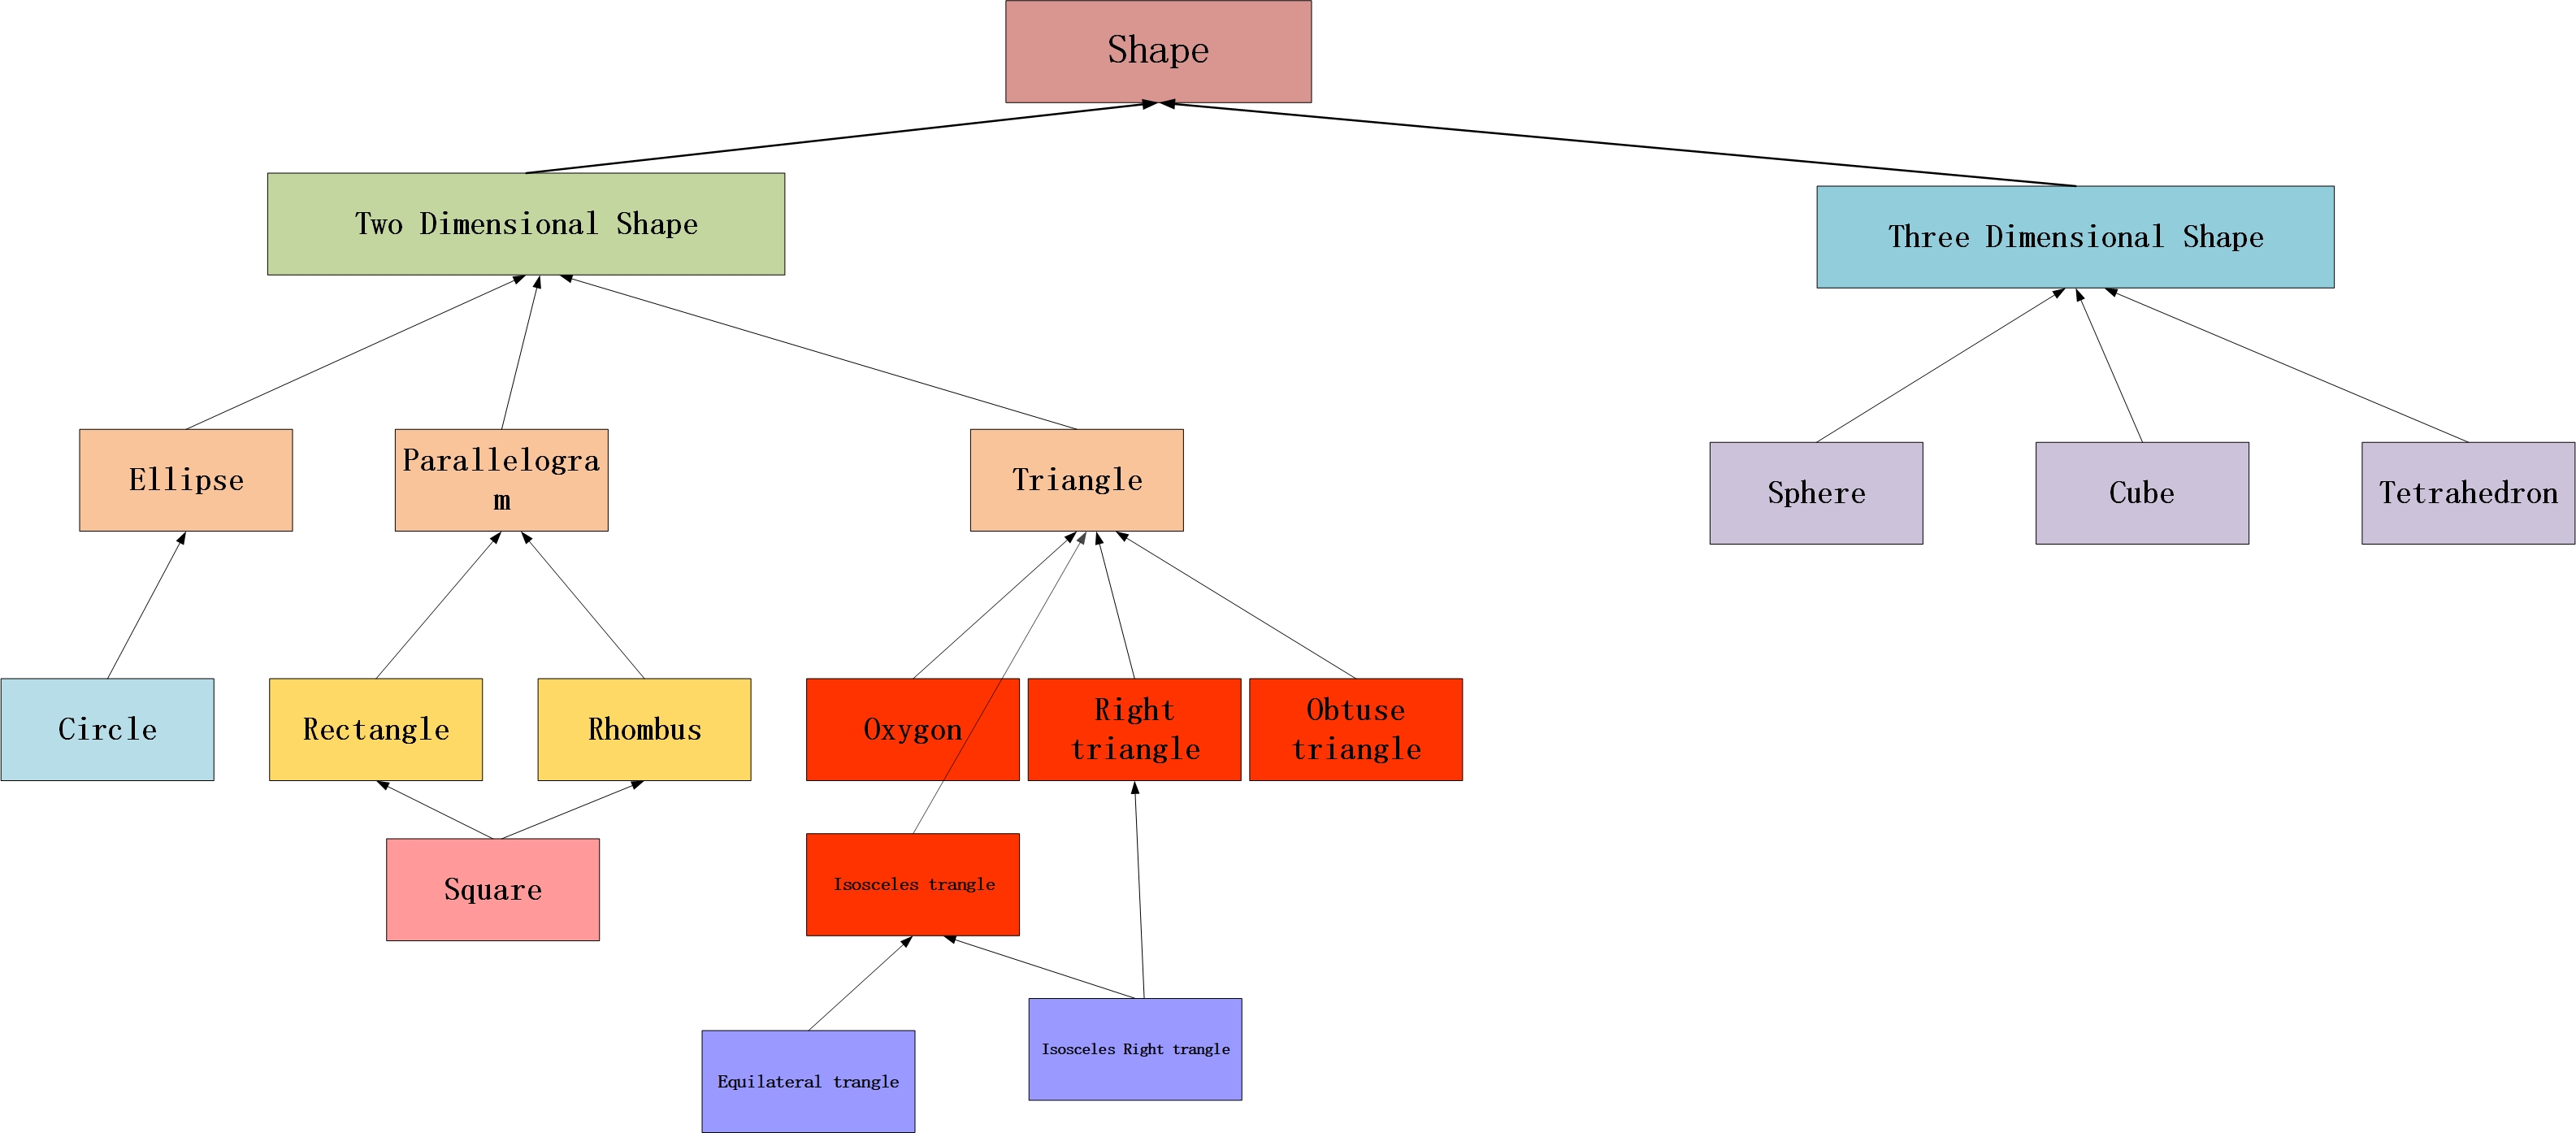 Shape
Two Dimensional Shape
Three Dimensional Shape
Ellipse
Parallelogra
m
Triangle
Sphere
Cube
Tetrahedron
Circle
Rectangle
Rhombus
Oxygon
Right
triangle
Obtuse
triangle
Square
Isosceles trangle
Isosceles Right trangle
Equilateral trangle